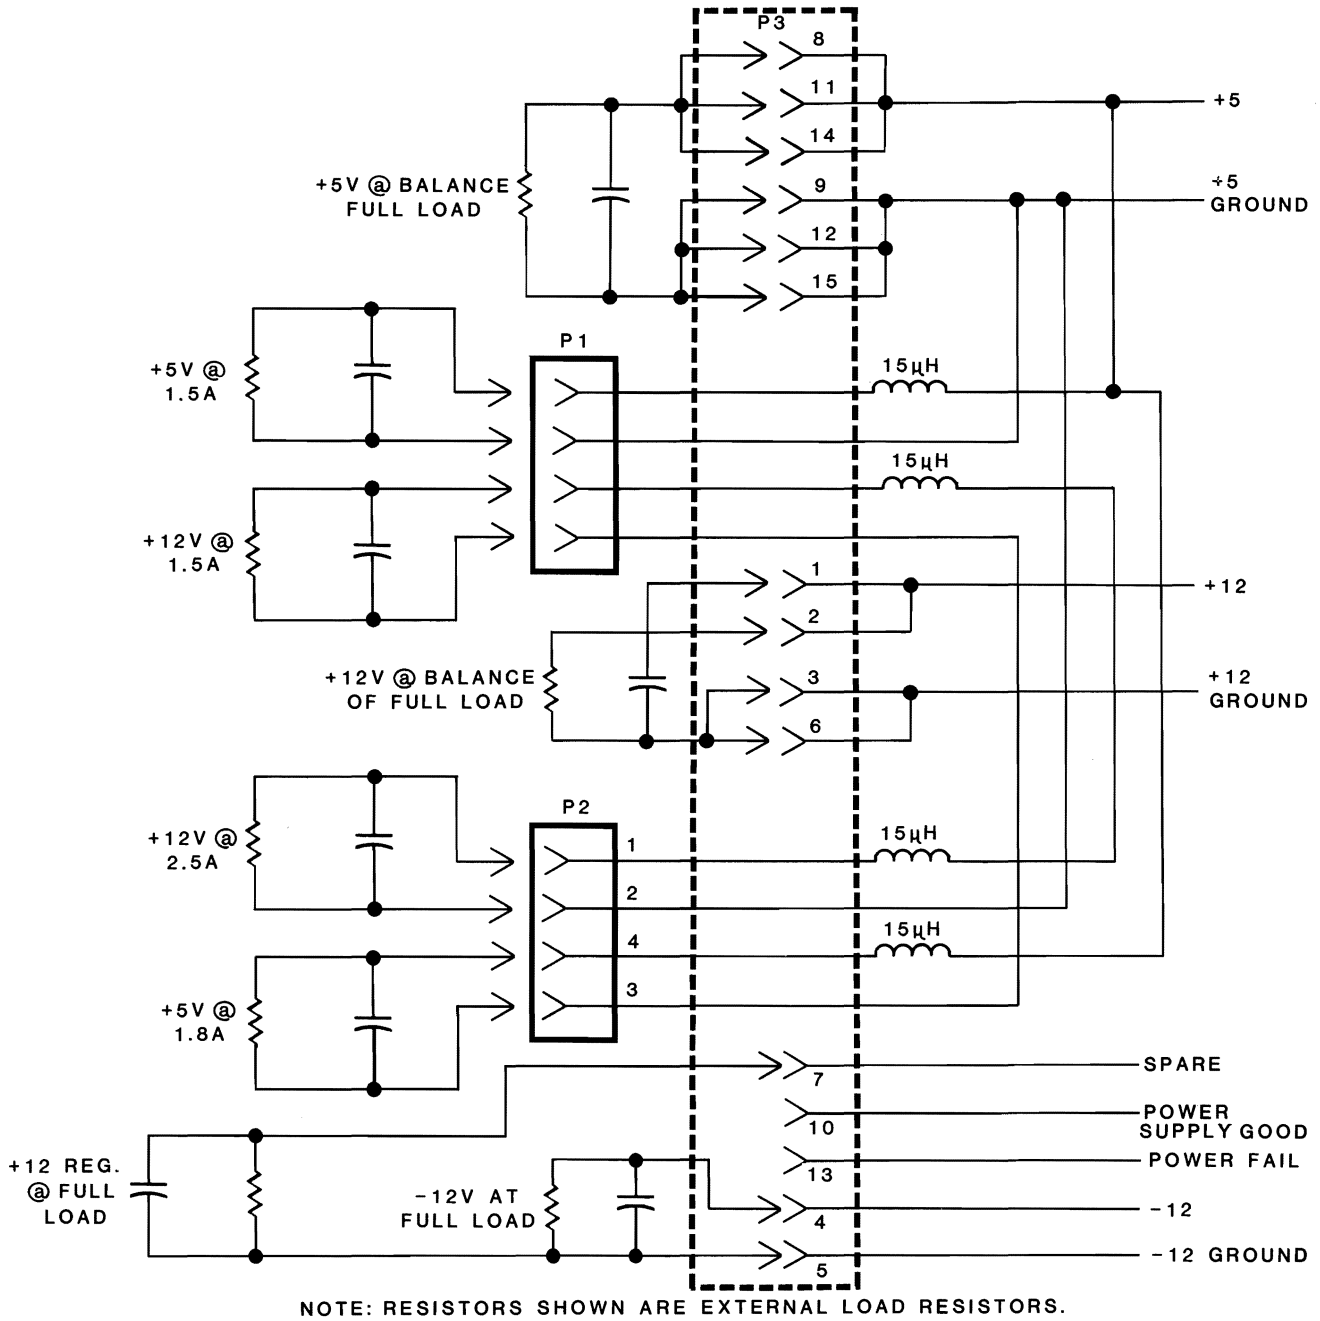 P3
8
11
+5
14
+5V @ BALANCE
FULL LOAD
9
+5
GROUND
12
15
P1
+5V @
1.5A
15μH
15μH
+12V @
1.5A
1
+12
2
+12V @ BALANCE
OF FULL LOAD
3
+12
GROUND
6
P2
+12V @
2.5A
1
15μH
2
4
15μH
3
+5V @
1.8A
7
SPARE
10
POWER
SUPPLY GOOD
13
POWER FAIL
+12 REG.
@ FULL
LOAD
-12V AT
FULL LOAD
4
-12
5
-12 GROUND
NOTE: RESISTORS SHOWN ARE EXTERNAL LOAD RESISTORS.